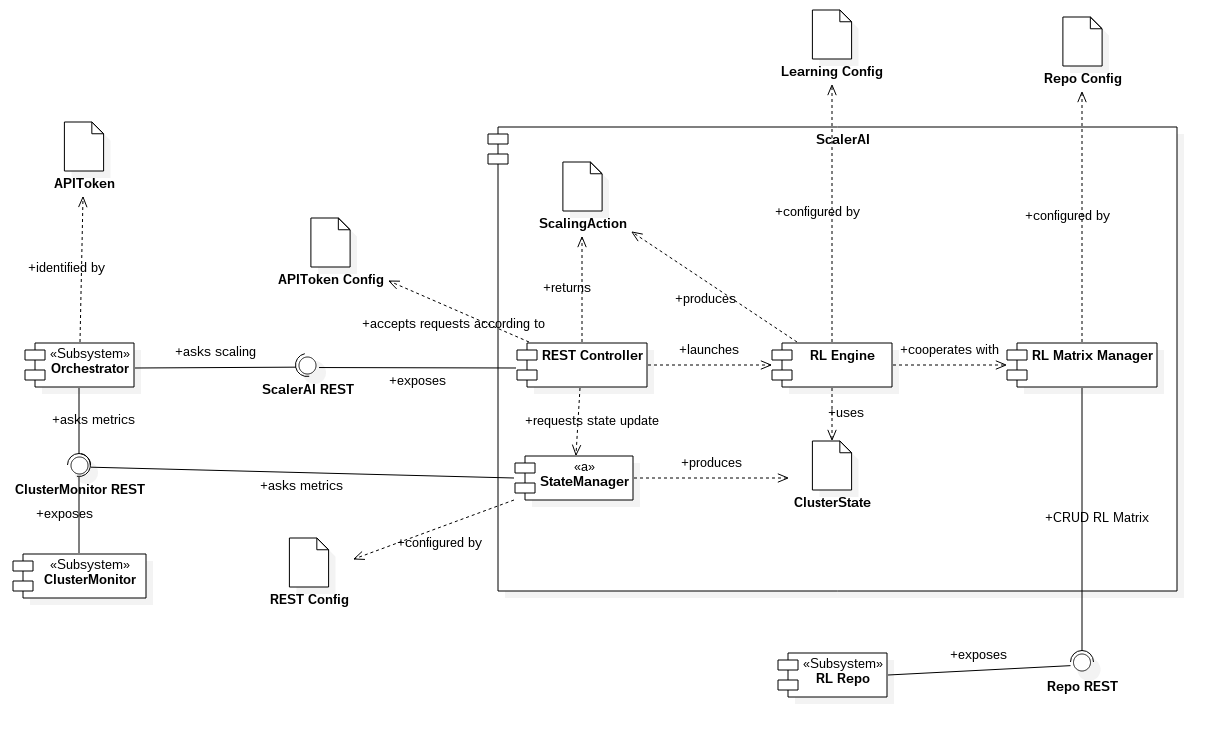 Learning Config
Repo Config
ScalerAI
APIToken
ScalingAction
+configured by
+configured by
+identified by
APIToken Config
+returns
+produces
+accepts requests according to
«Subsystem»
Orchestrator
+asks scaling
ScalerAI REST
+exposes
REST Controller
+launches
RL Engine
+cooperates with
RL Matrix Manager
+asks metrics
+requests state update
+uses
ClusterMonitor REST
+asks metrics
«a»
StateManager
+produces
ClusterState
+exposes
+configured by
+CRUD RL Matrix
«Subsystem»
ClusterMonitor
REST Config
«Subsystem»
RL Repo
+exposes
Repo REST